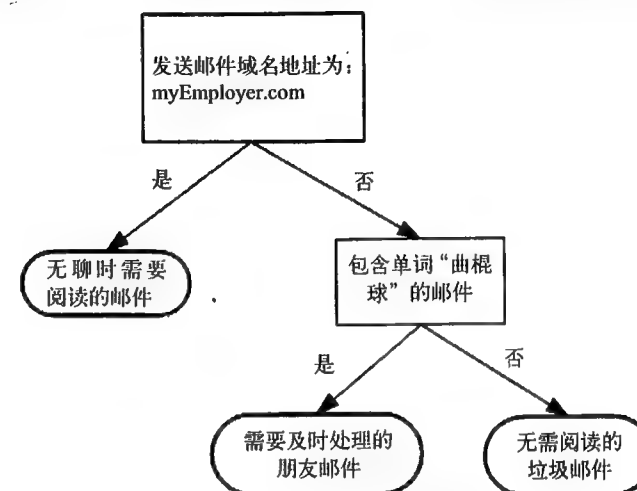 发送邮件域名地址为：
myEmployer.com
是
否
无聊时需要
阅读的邮件
包含单词“曲棍
球”的邮件
是
否
需要及时处理的
朋友邮件
无需阅读的
垃圾邮件